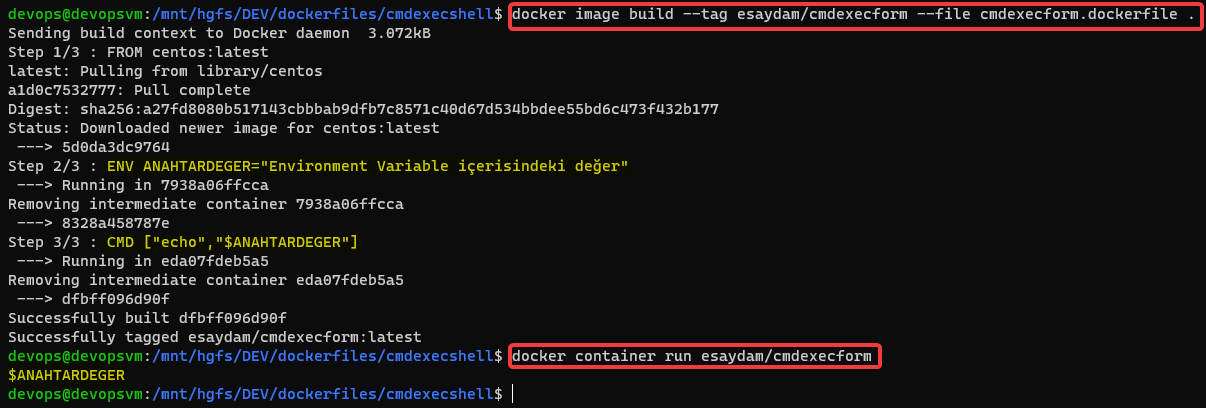 devops@devopsvm:/mnt/hgfs/DEV/dockerfiles/cmdexecshell$ docker image build --tag esaydam/cmdexecform --file cmdexecform.dockerfile .
Sending build context to Docker daemon  3.072kB
Step 1/3 : FROM centos:latest
latest: Pulling from library/centos
a1d0c7532777: Pull complete
Digest: sha256:a27fd8080b517143cbbbab9dfb7c8571c40d67d534bbdee55bd6c473f432b177
Status: Downloaded newer image for centos:latest
 ---> 5d0da3dc9764
Step 2/3 : ENV ANAHTARDEGER="Environment Variable içerisindeki değer"
 ---> Running in 7938a06ffcca
Removing intermediate container 7938a06ffcca
 ---> 8328a458787e
Step 3/3 : CMD ["echo","$ANAHTARDEGER"]
 ---> Running in eda07fdeb5a5
Removing intermediate container eda07fdeb5a5
 ---> dfbff096d90f
Successfully built dfbff096d90f
Successfully tagged esaydam/cmdexecform:latest
devops@devopsvm:/mnt/hgfs/DEV/dockerfiles/cmdexecshell$ docker container run esaydam/cmdexecform
$ANAHTARDEGER
devops@devopsvm:/mnt/hgfs/DEV/dockerfiles/cmdexecshell$